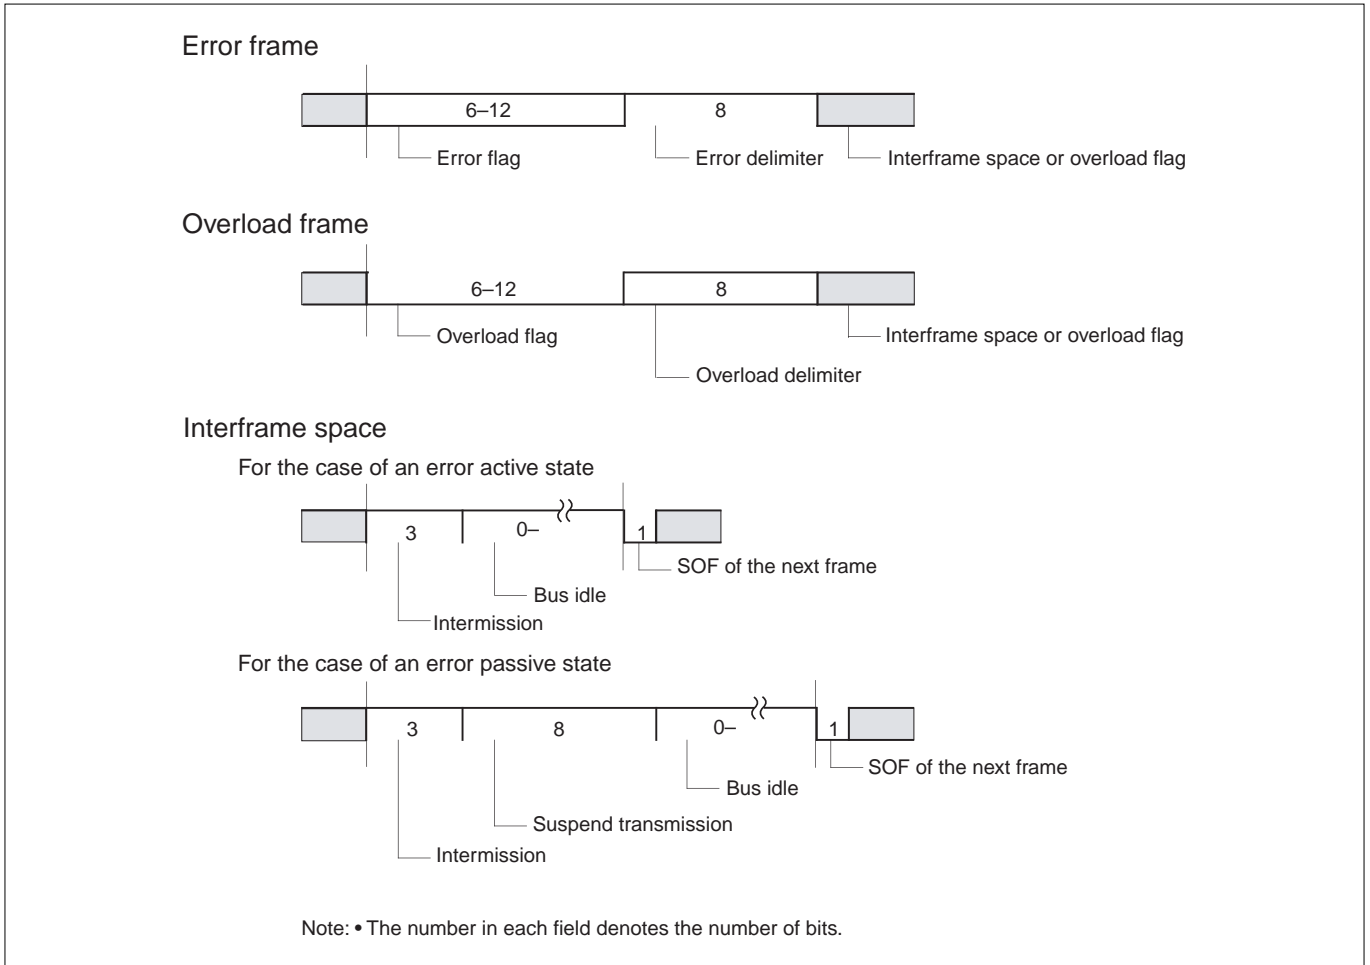 Error frame
6–12 8
Error flag Error delimiter Interframe space or overload flag
Overload frame
6–12 8
Overload flag Interframe space or overload flag
Overload delimiter
Interframe space
For the case of an error active state
3 0– 1
SOF of the next frame
Bus idle
Intermission
For the case of an error passive state
3 8 0– 1
SOF of the next frame
Bus idle
Suspend transmission
Intermission
Note: • The number in each field denotes the number of bits.